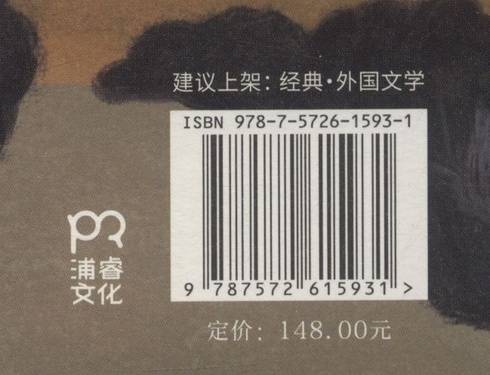 建议上架：经典·外国文学
ISBN 978-7-5726-1593-1
9 787572 615931 >
浦睿
文化
定价：148.00元